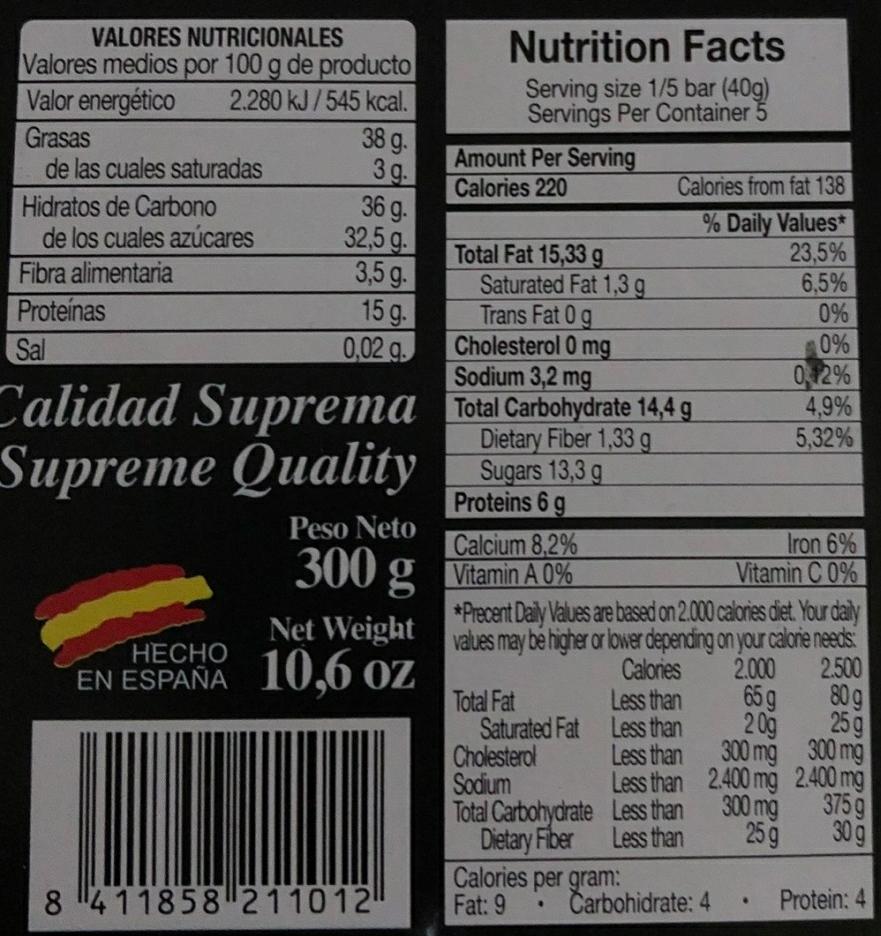 VALORES NUTRICIONALES
Valores medios por 100 g de producto
Valor energético 2.280 kJ / 545 kcal.
Grasas 38 g.
de las cuales saturadas 3 g.
Hidratos de Carbono 36 g.
de los cuales azúcares 32,5 g.
Fibra alimentaria 3,5 g.
Proteínas 15 g.
Sal 0,02 g.
Calidad Suprema
Supreme Quality
Peso Neto
300 g
Net Weight
10,6 oz
HECHO
EN ESPAÑA
8 411858 211012
Nutrition Facts
Serving size 1/5 bar (40g)
Servings Per Container 5
Amount Per Serving
Calories 220 Calories from fat 138
% Daily Values*
Total Fat 15,33 g 23,5%
Saturated Fat 1,3 g 6,5%
Trans Fat 0 g 0%
Cholesterol 0 mg 0%
Sodium 3,2 mg
Total Carbohydrate 14,4 g 4,9%
Dietary Fiber 1,33 g 5,32%
Sugars 13,3 g
Proteins 6 g
Calcium 8,2% Iron 6%
Vitamin A 0% Vitamin C 0%
*Precent Daily Values are based on 2.000 calories diet. Your daily
values may be higher or lower depending on your calorie needs:
Calories 2.000 2.500
Total Fat Less than 65 g 80 g
Saturated Fat Less than 2 0g 25 g
Cholesterol Less than 300 mg 300 mg
Sodium Less than 2.400 mg 2.400 mg
Total Carbohydrate Less than 300 mg 375 g
Dietary Fiber Less than 25 g 30 g
Calories per gram:
Fat: 9 • Carbohidrate: 4 • Protein: 4